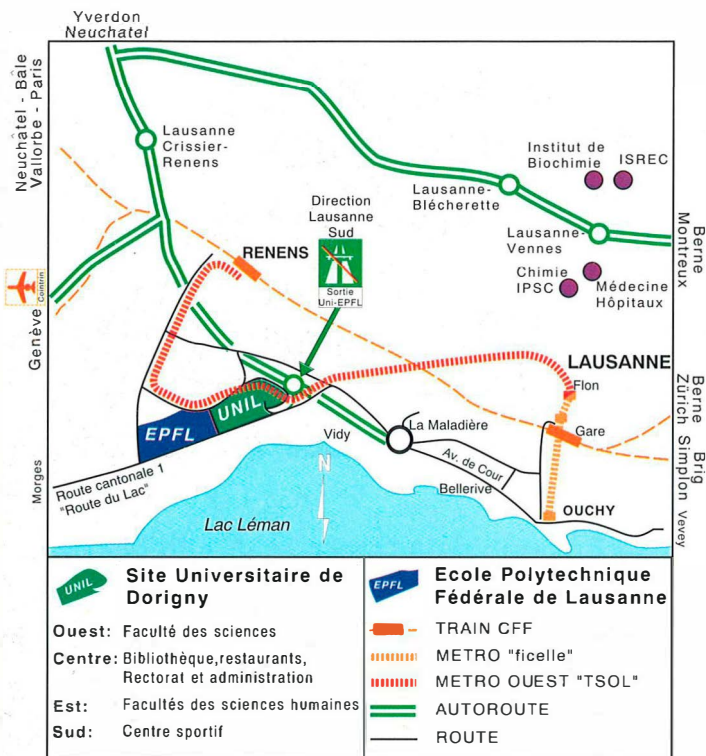 Yverdon
Neuchatel
Neuchâtel - Bâle
Vallorbe - Paris
Lausanne
Crissier-
Renens
Institut de
Biochimie
ISREC
Lausanne-
Blécherette
Direction
Lausanne
Sud
Lausanne-
Vennes
Berne
Montreux
RENENS
Sortie
Uni-EPFL
Chimie
IPSC
Médecine
Hôpitaux
Cointrin
Genève
LAUSANNE
Flon
Berne Brig
Zürich Simplon Vevey
UNIL
EPFL
La Maladière
Gare
Vidy
Av. de Cour
Bellerive
Morges
Route cantonale 1
"Route du Lac"
N
OUCHY
Lac Léman
UNIL
Site Universitaire de
Dorigny
Ouest: Faculté des sciences
Centre: Bibliothèque,restaurants,
Rectorat et administration
Est: Facultés des sciences humaines
Sud: Centre sportif
EPFL
Ecole Polytechnique
Fédérale de Lausanne
TRAIN CFF
METRO "ficelle"
METRO OUEST "TSOL"
AUTOROUTE
ROUTE